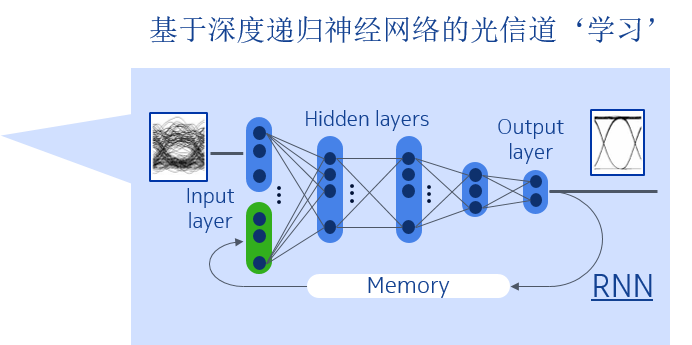 基于深度递归神经网络的光信道‘学习’
Hidden layers
Output
layer
Input
layer
Memory
RNN